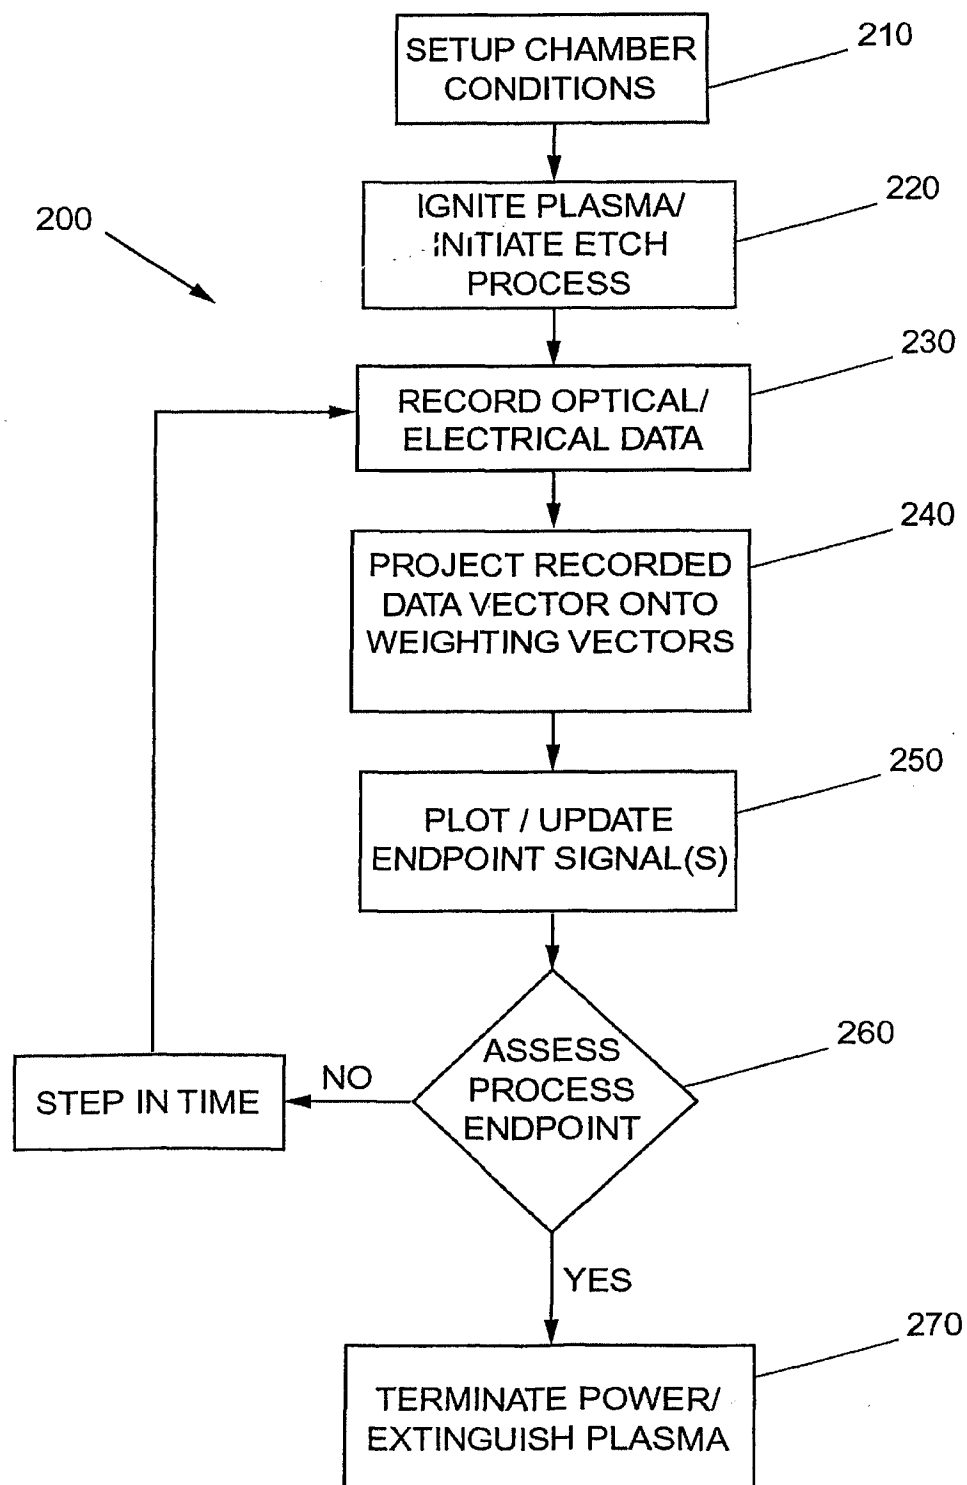 SETUP CHAMBER
CONDITIONS
210
IGNITE PLASMA/
INITIATE ETCH
PROCESS
220
200
RECORD OPTICAL/
ELECTRICAL DATA
230
PROJECT RECORDED
DATA VECTOR ONTO
WEIGHTING VECTORS
240
PLOT / UPDATE
ENDPOINT SIGNAL(S)
250
ASSESS
PROCESS
ENDPOINT
260
NO
STEP IN TIME
YES
TERMINATE POWER/
EXTINGUISH PLASMA
270